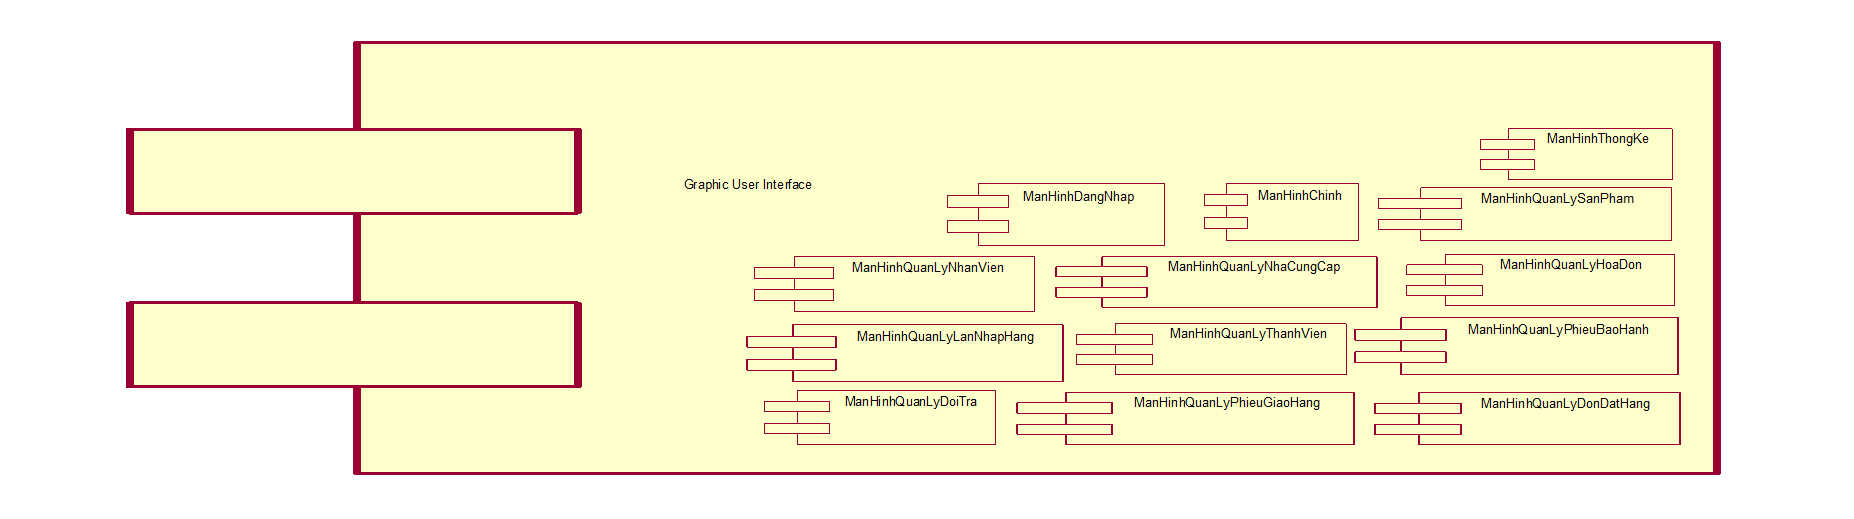 ManHinhThongKe
Graphic User Interface
ManHinhDangNhap
ManHinhChinh
ManHinhQuanLySanPham
ManHinhQuanLyNhanVien
ManHinhQuanLyNhaCungCap
ManHinhQuanLyHoaDon
ManHinhQuanLyLanNhapHang
ManHinhQuanLyThanhVien
ManHinhQuanLyPhieuBaoHanh
ManHinhQuanLyDoiTra
ManHinhQuanLyPhieuGiaoHang
ManHinhQuanLyDonDatHang